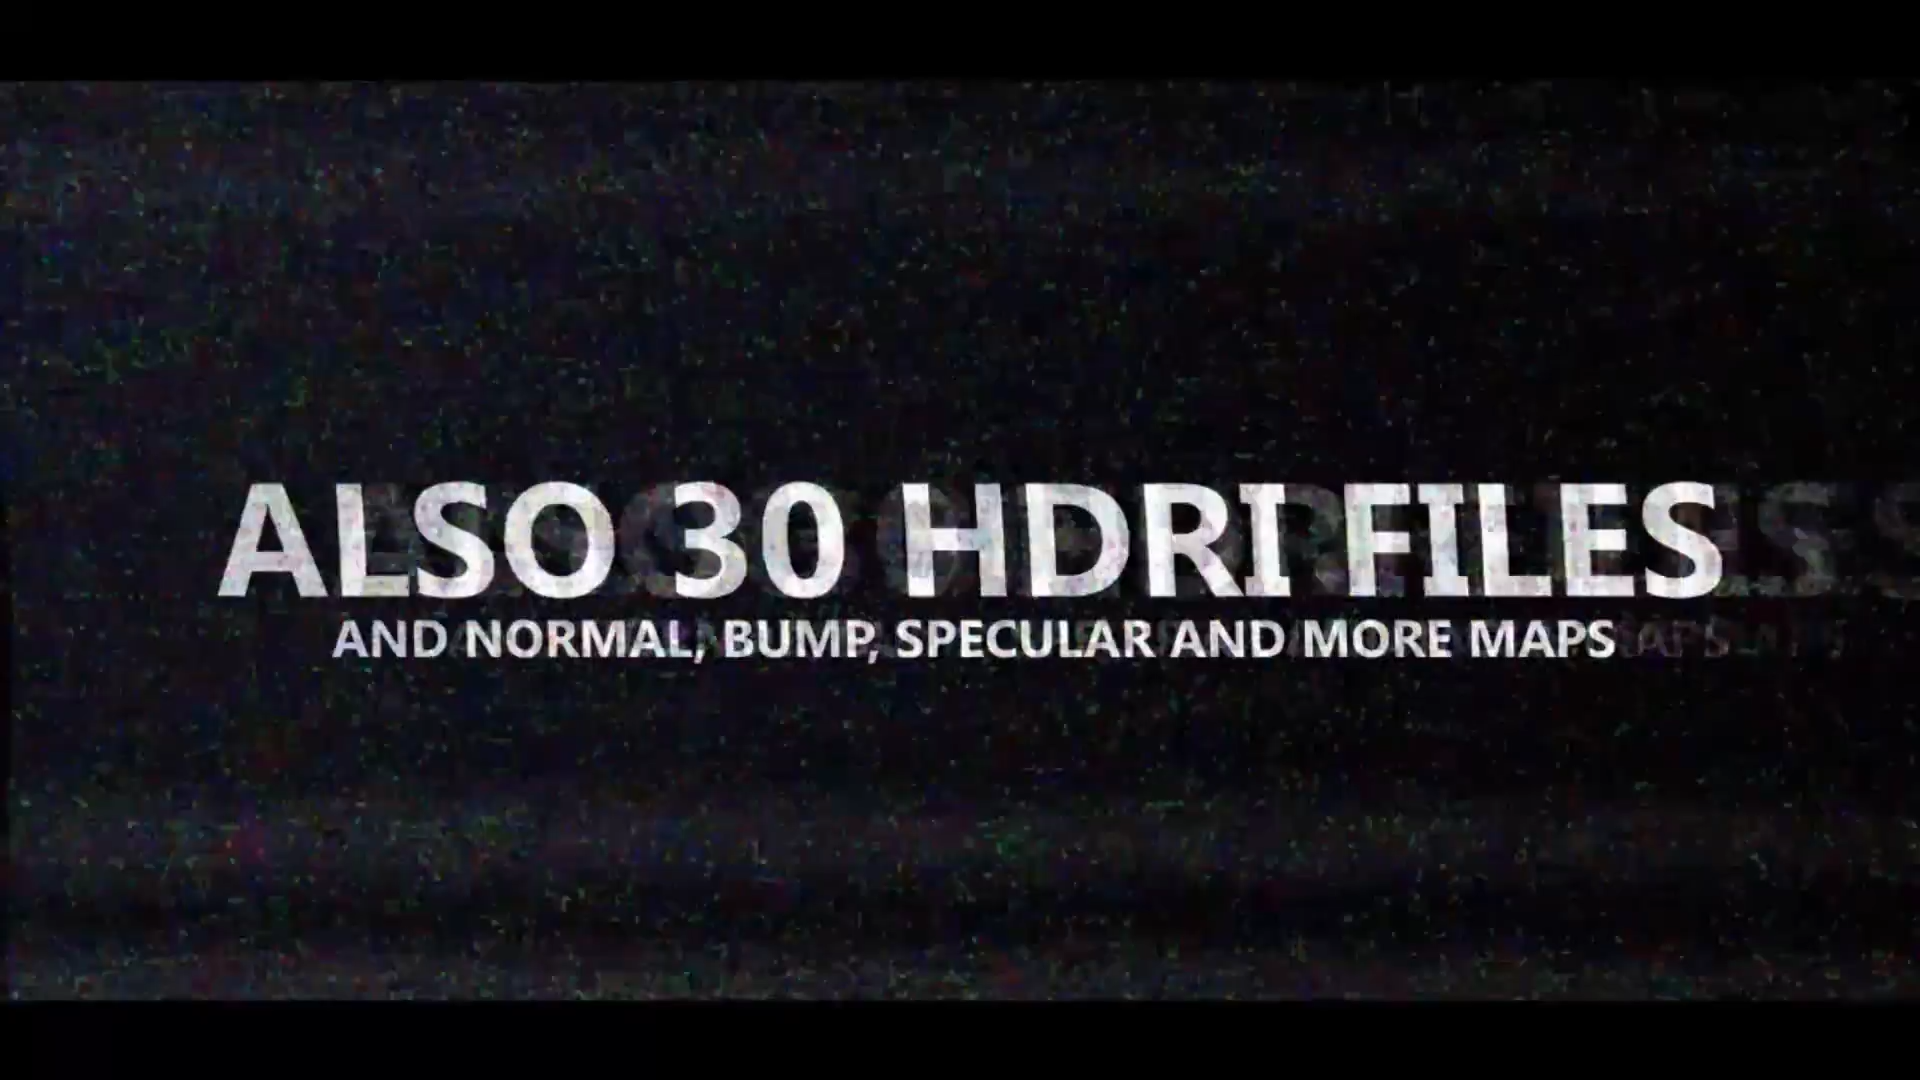 ALSO 30 HDRI FILES
AND NORMAL, BUMP, SPECULAR AND MORE MAPS